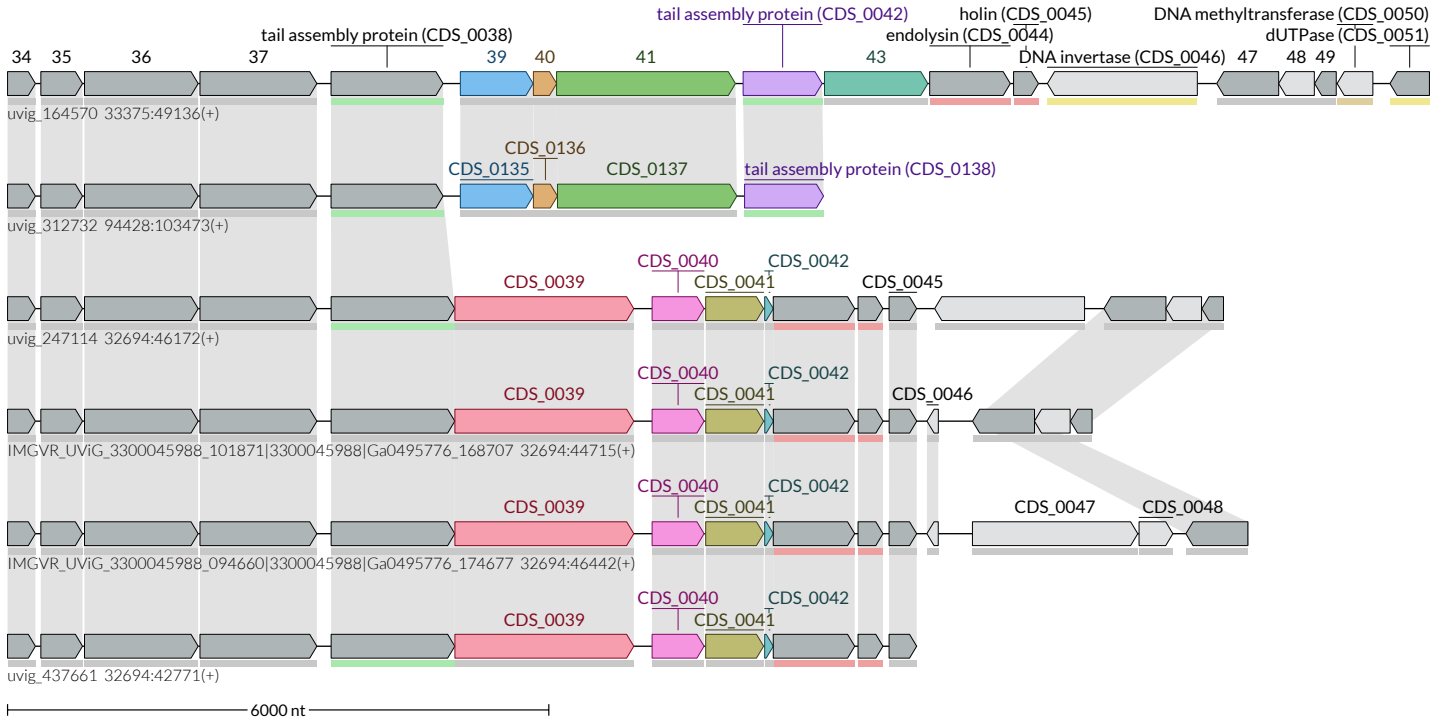 tail assembly protein (CDS_0042) holin (CDS_0045) DNA methyltransferase (CDS_0050)
tail assembly protein (CDS_0038) endolysin (CDS_0044) dUTPase (CDS_0051)
34 35 36 37 39 40 41 43 DNA invertase (CDS_0046) 47 48 49
uvig_164570 33375:49136(+)
CDS_0136
CDS_0135 CDS_0137 tail assembly protein (CDS_0138)
uvig_312732 94428:103473(+)
CDS_0040 CDS_0042
CDS_0039 CDS_0041 CDS_0045
uvig_247114 32694:46172(+)
CDS_0040 CDS_0042
CDS_0039 CDS_0041 CDS_0046
IMGVR_UViG_3300045988_101871|3300045988|Ga0495776_168707 32694:44715(+)
CDS_0040 CDS_0042
CDS_0039 CDS_0041 CDS_0047 CDS_0048
IMGVR_UViG_3300045988_094660|3300045988|Ga0495776_174677 32694:46442(+)
CDS_0040 CDS_0042
CDS_0039 CDS_0041
uvig_437661 32694:42771(+)
6000 nt